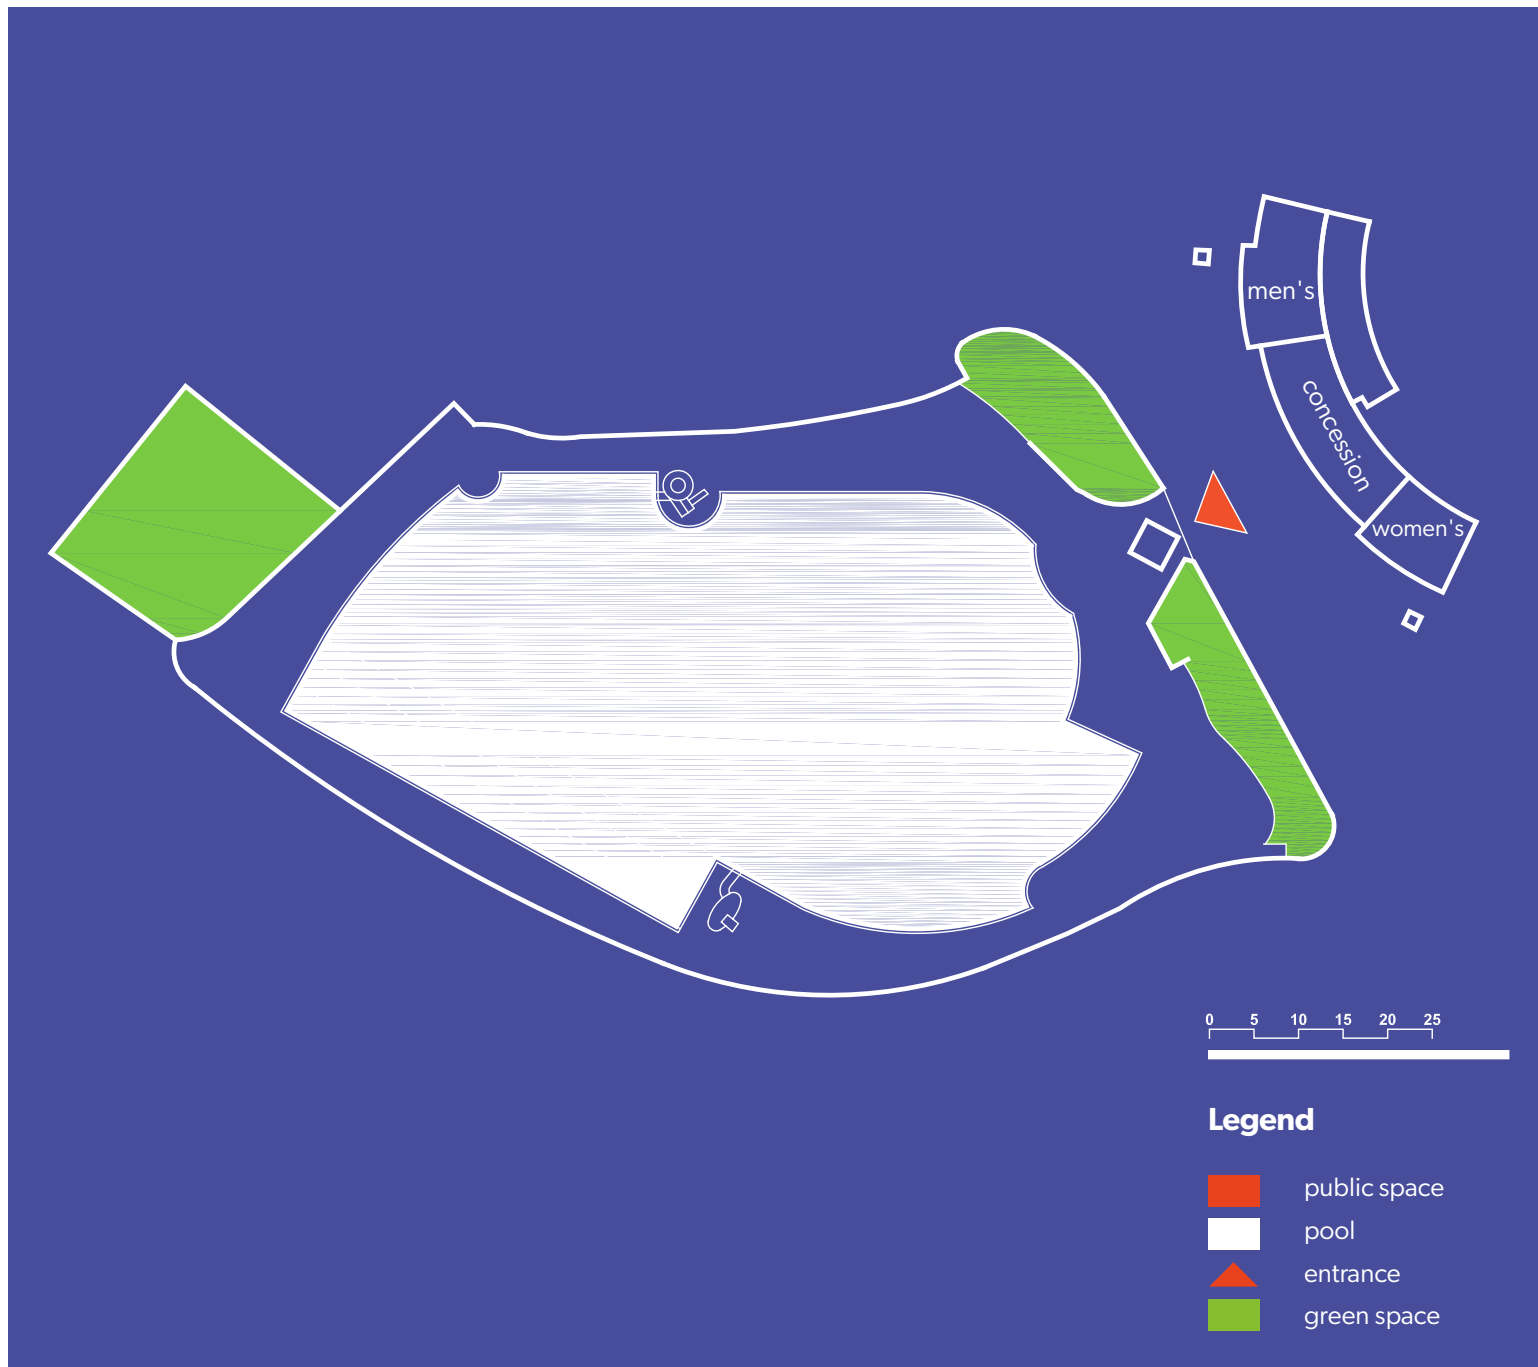 men's
concession
women's
0 5 10 15 20 25
Legend
public space
pool
entrance
green space